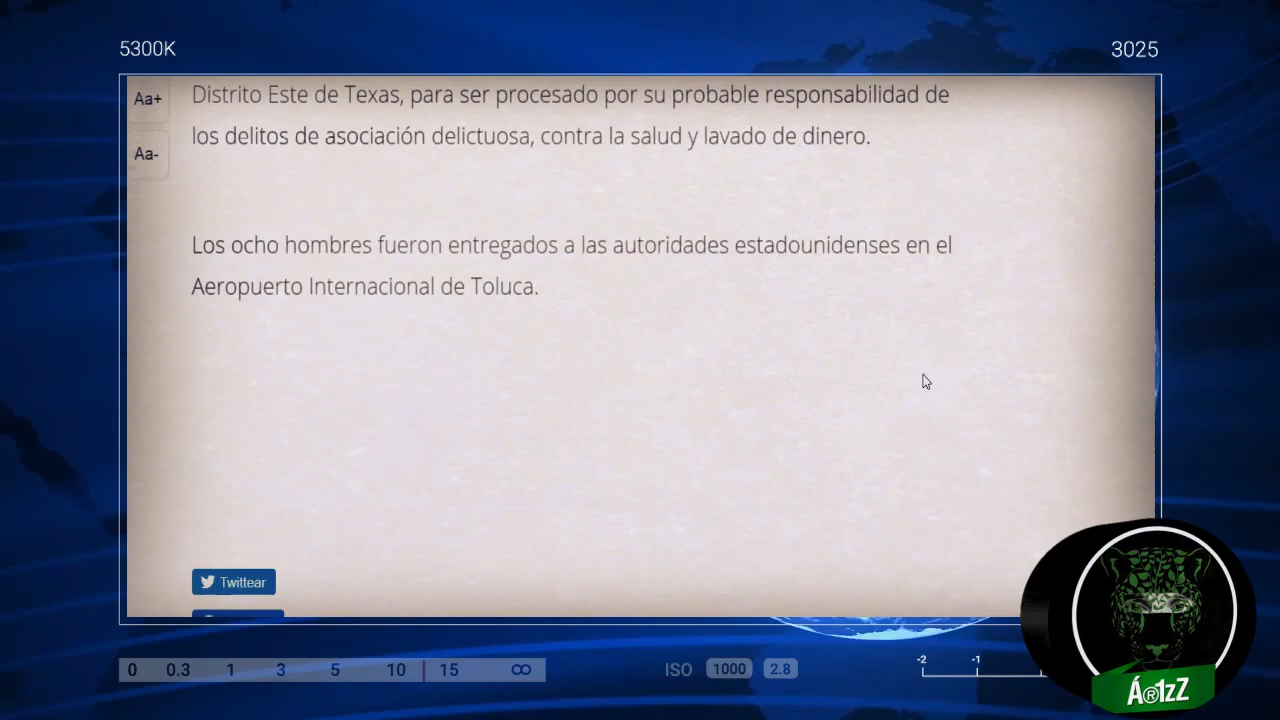 5300K
3025
Aa+
Distrito Este de Texas, para ser procesado por su probable responsabilidad de
Aa-
los delitos de asociación delictuosa, contra la salud y lavado de dinero.
Los ocho hombres fueron entregados a las autoridades estadounidenses en el
Aeropuerto Internacional de Toluca.
Twittear
0 0.3 1 3 5 10 15 ∞
ISO 1000 2.8
-2 -1
Á®1zZ